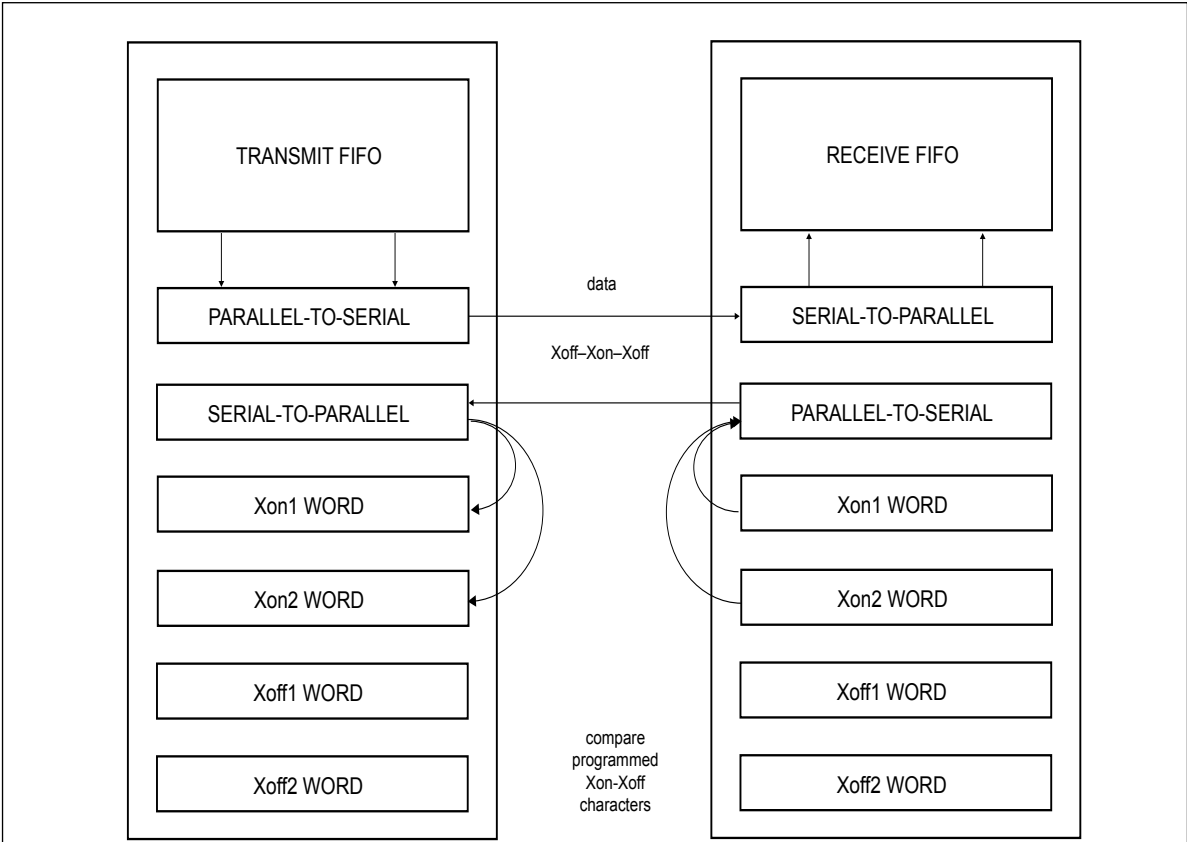 TRANSMIT FIFO
RECEIVE FIFO
data
PARALLEL-TO-SERIAL
SERIAL-TO-PARALLEL
Xoff–Xon–Xoff
SERIAL-TO-PARALLEL
PARALLEL-TO-SERIAL
Xon1 WORD
Xon1 WORD
Xon2 WORD
Xon2 WORD
Xoff1 WORD
Xoff1 WORD
compare
programmed
Xon-Xoff
characters
Xoff2 WORD
Xoff2 WORD